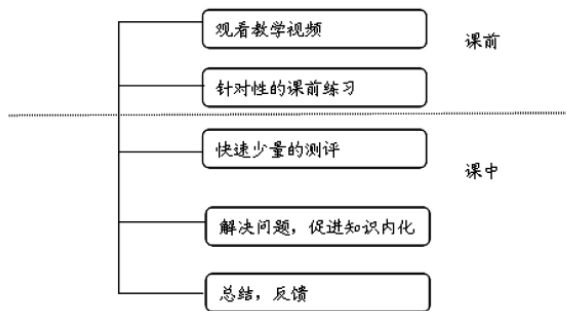 观看教学视频
课前
针对性的课前练习
快速少量的测评
课中
解决问题，促进知识内化
总结，反馈